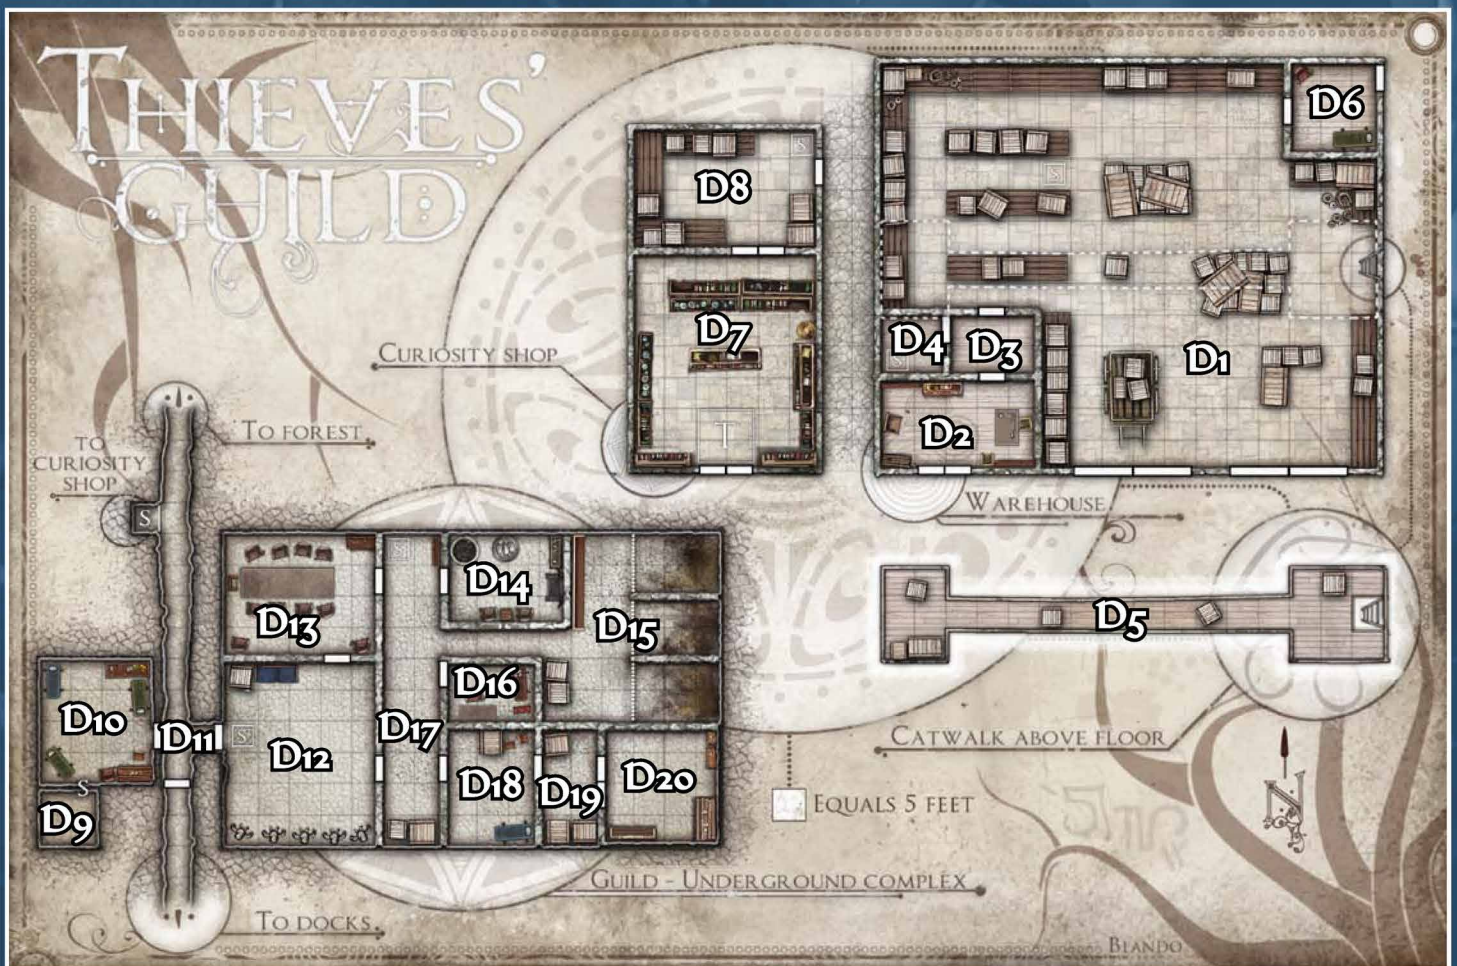 THIEVES'
GUILD
D6
D8
D7
D4
D3
D1
D2
CURIOSITY SHOP
T
S
S
TO FOREST
TO
CURIOSITY
SHOP
S
WAREHOUSE
D5
CATWALK ABOVE FLOOR
N
EQUALS 5 FEET
D13
D14
D15
D16
D10
D11
S
D12
D17
D18
D19
D20
S
D9
GUILD - UNDERGROUND COMPLEX
TO DOCKS
BLANDO